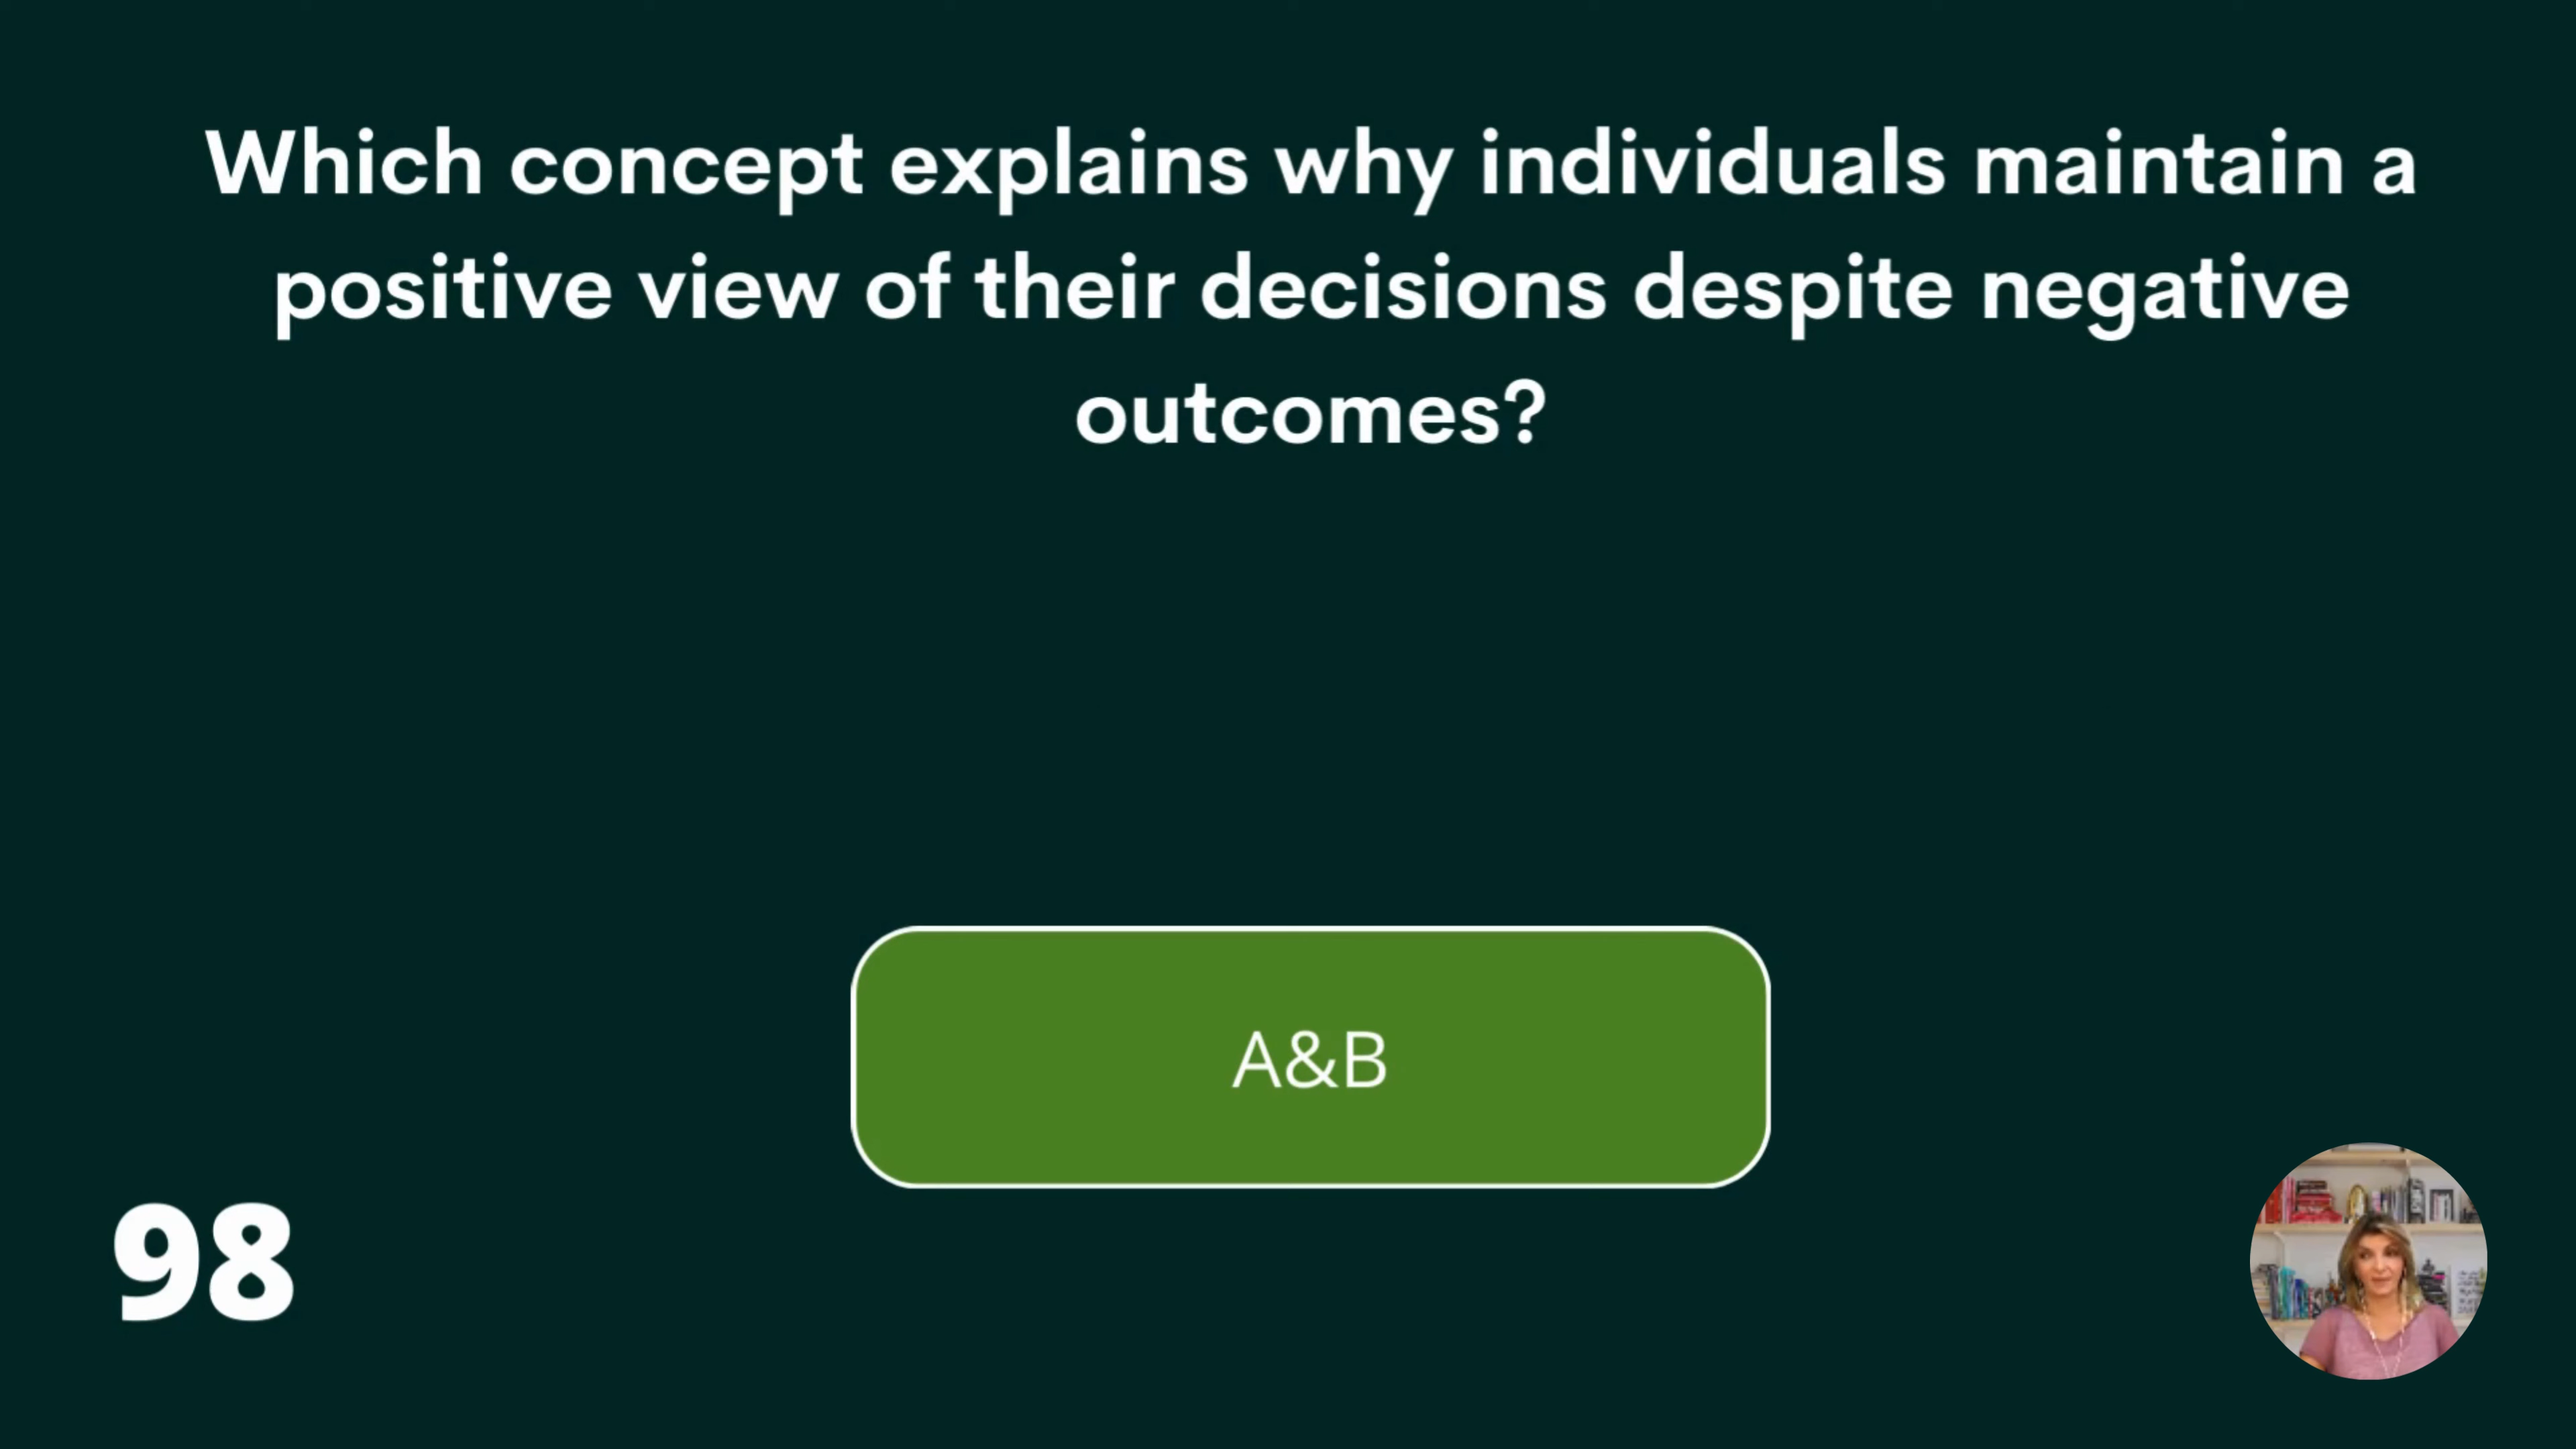 Which concept explains why individuals maintain a
positive view of their decisions despite negative
outcomes?
A&B
98